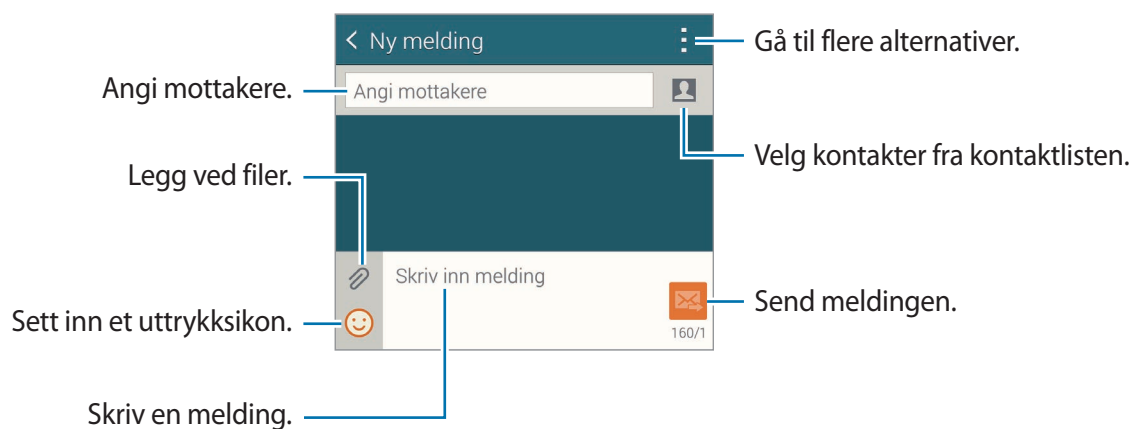 Ny melding
Gå til flere alternativer.
Angi mottakere.
Angi mottakere
Velg kontakter fra kontaktlisten.
Legg ved filer.
Skriv inn melding
Send meldingen.
Sett inn et uttrykksikon.
160/1
Skriv en melding.